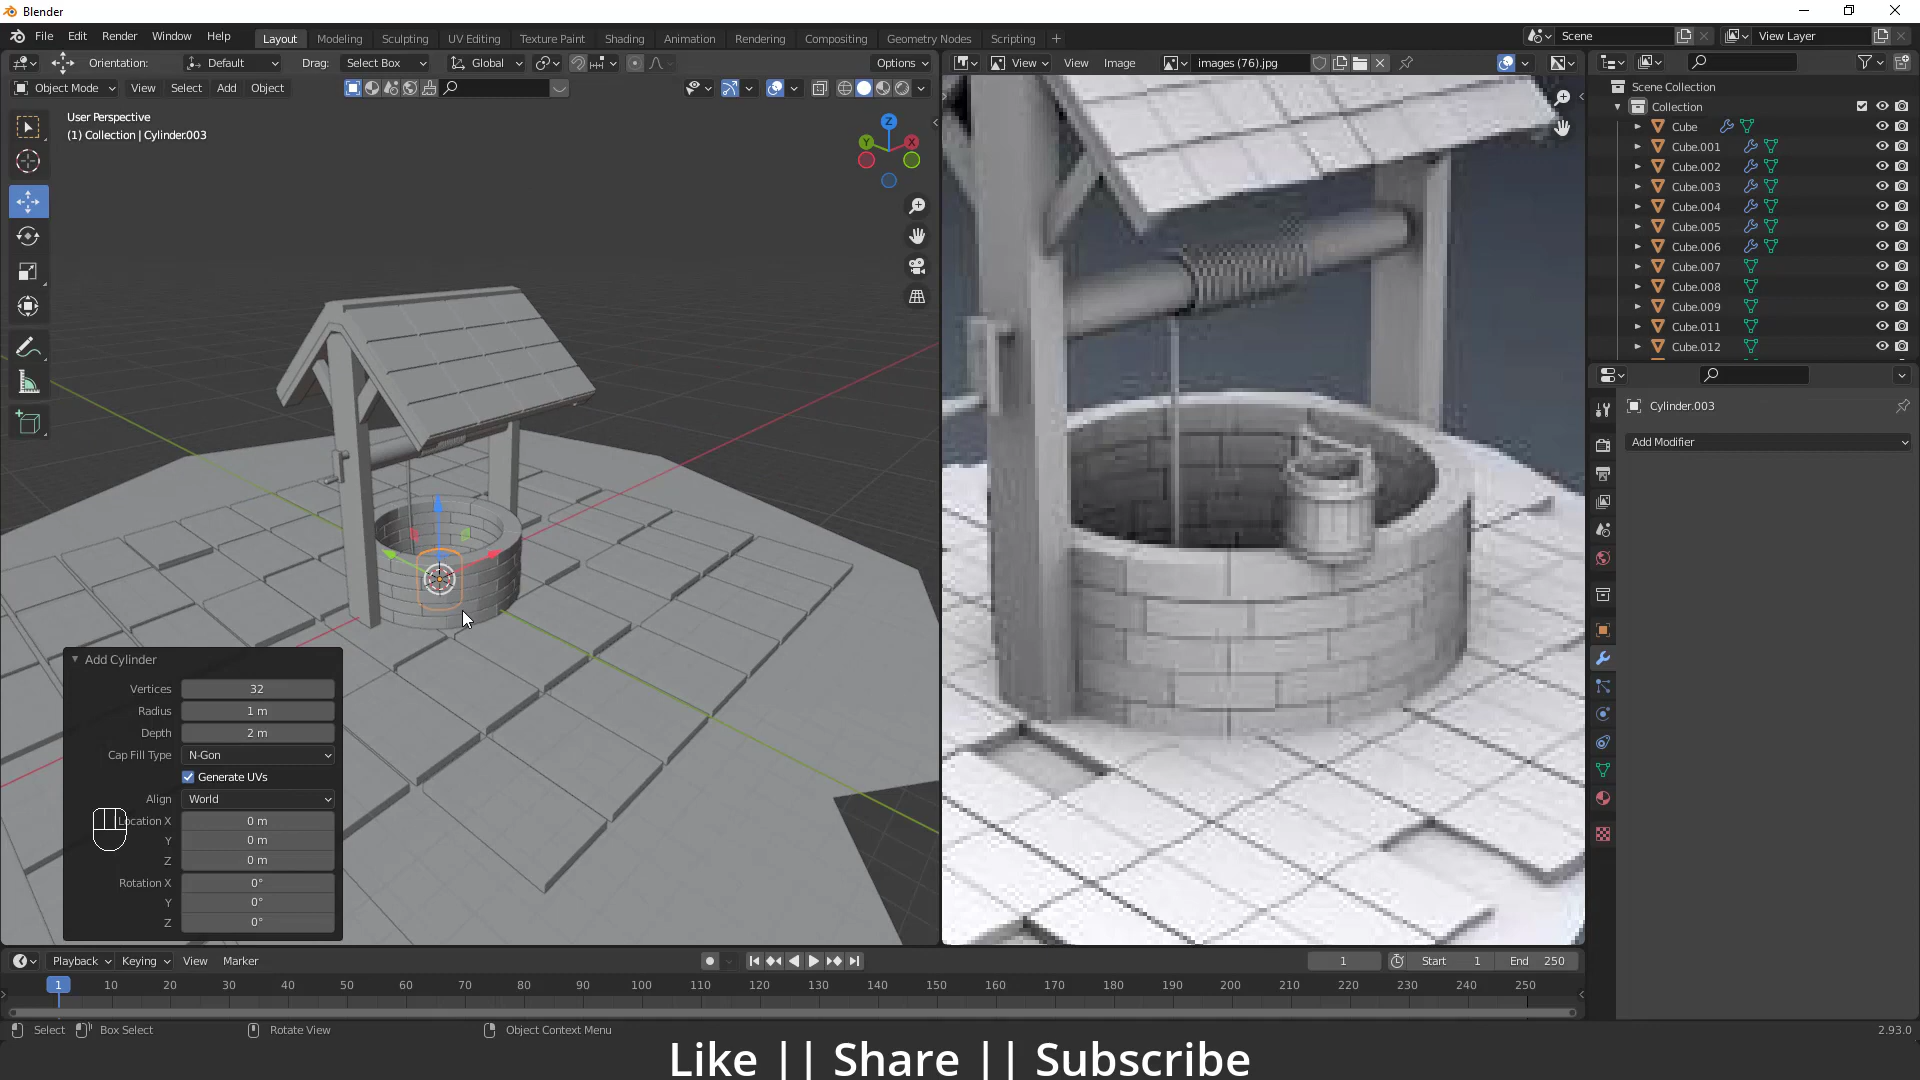 Blender
File Edit Render Window Help
Layout Modeling Sculpting UV Editing Texture Paint Shading Animation Rendering Compositing Geometry Nodes Scripting +
Scene
View Layer
Orientation: Default Drag: Select Box Global Options
View View Image images (76).jpg
Object Mode View Select Add Object
User Perspective
(1) Collection | Cylinder.003
Z
Y
X
Scene Collection
Collection
Cube
Cube.001
Cube.002
Cube.003
Cube.004
Cube.005
Cube.006
Cube.007
Cube.008
Cube.009
Cube.011
Cube.012
Cylinder.003
Add Modifier
Add Cylinder
Vertices 32
Radius 1 m
Depth 2 m
Cap Fill Type N-Gon
Generate UVs
Align World
Location X 0 m
Y 0 m
Z 0 m
Rotation X 0°
Y 0°
Z 0°
Playback Keying View Marker
1 Start 1 End 250
1 10 20 30 40 50 60 70 80 90 100 110 120 130 140 150 160 170 180 190 200 210 220 230 240 250
Select Box Select Rotate View Object Context Menu 2.93.0
Like || Share || Subscribe